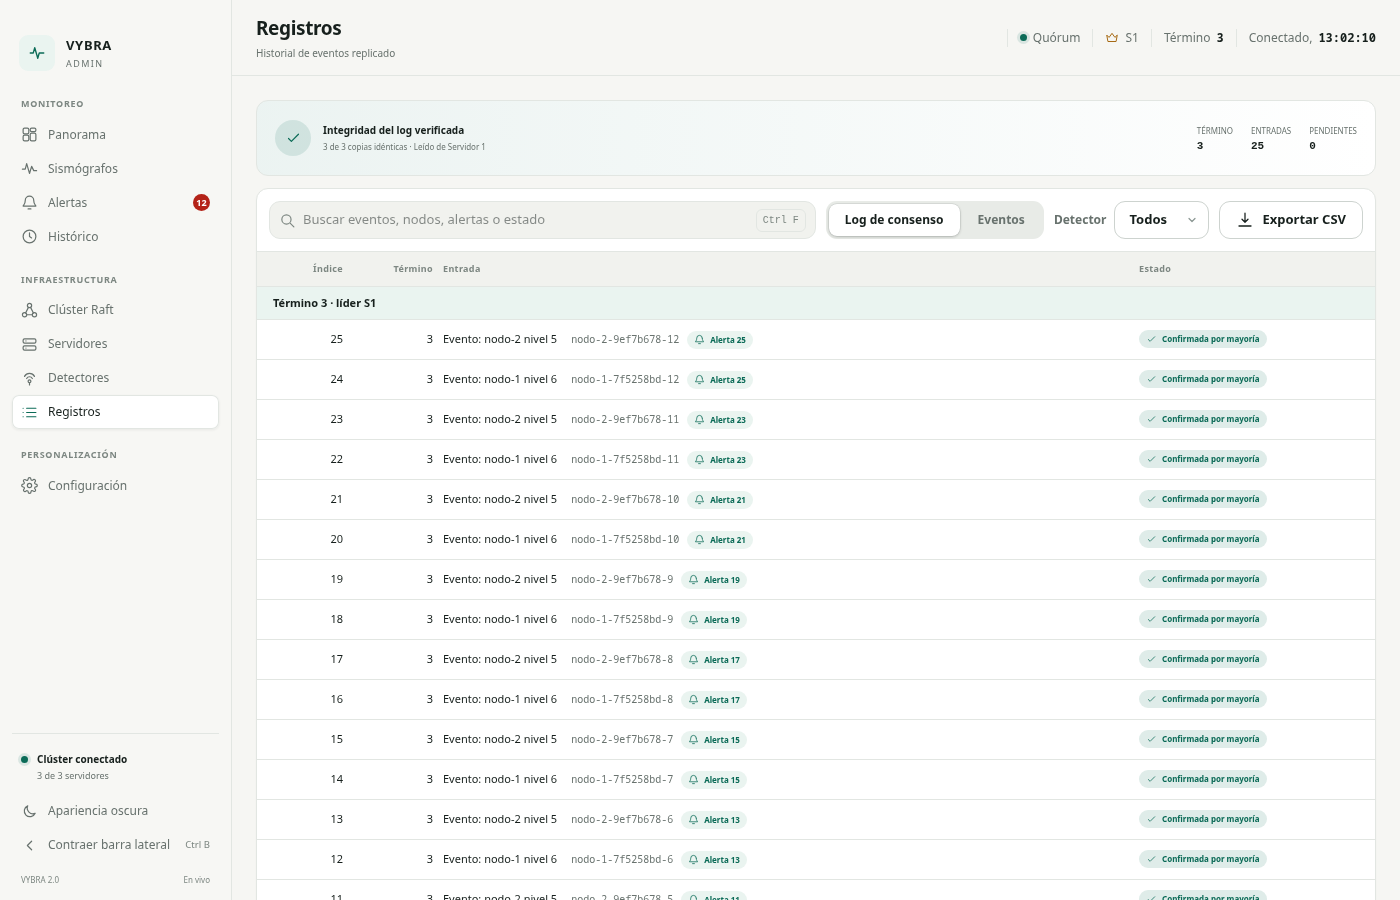 VYBRA
ADMIN
MONITOREO
Panorama
Sismógrafos
Alertas 12
Histórico
INFRAESTRUCTURA
Clúster Raft
Servidores
Detectores
Registros
PERSONALIZACIÓN
Configuración
Clúster conectado
3 de 3 servidores
Apariencia oscura
Contraer barra lateral Ctrl B
VYBRA 2.0 En vivo
Registros
Historial de eventos replicado
Quórum S1 Término 3 Conectado, 13:02:10
Integridad del log verificada
3 de 3 copias idénticas · Leído de Servidor 1
TÉRMINO ENTRADAS PENDIENTES
3 25 0
Buscar eventos, nodos, alertas o estado Ctrl F Log de consenso Eventos Detector Todos Exportar CSV
Índice Término Entrada Estado
Término 3 · líder S1
25 3 Evento: nodo-2 nivel 5 nodo-2-9ef7b678-12 Alerta 25 Confirmada por mayoría
24 3 Evento: nodo-1 nivel 6 nodo-1-7f5258bd-12 Alerta 25 Confirmada por mayoría
23 3 Evento: nodo-2 nivel 5 nodo-2-9ef7b678-11 Alerta 23 Confirmada por mayoría
22 3 Evento: nodo-1 nivel 6 nodo-1-7f5258bd-11 Alerta 23 Confirmada por mayoría
21 3 Evento: nodo-2 nivel 5 nodo-2-9ef7b678-10 Alerta 21 Confirmada por mayoría
20 3 Evento: nodo-1 nivel 6 nodo-1-7f5258bd-10 Alerta 21 Confirmada por mayoría
19 3 Evento: nodo-2 nivel 5 nodo-2-9ef7b678-9 Alerta 19 Confirmada por mayoría
18 3 Evento: nodo-1 nivel 6 nodo-1-7f5258bd-9 Alerta 19 Confirmada por mayoría
17 3 Evento: nodo-2 nivel 5 nodo-2-9ef7b678-8 Alerta 17 Confirmada por mayoría
16 3 Evento: nodo-1 nivel 6 nodo-1-7f5258bd-8 Alerta 17 Confirmada por mayoría
15 3 Evento: nodo-2 nivel 5 nodo-2-9ef7b678-7 Alerta 15 Confirmada por mayoría
14 3 Evento: nodo-1 nivel 6 nodo-1-7f5258bd-7 Alerta 15 Confirmada por mayoría
13 3 Evento: nodo-2 nivel 5 nodo-2-9ef7b678-6 Alerta 13 Confirmada por mayoría
12 3 Evento: nodo-1 nivel 6 nodo-1-7f5258bd-6 Alerta 13 Confirmada por mayoría
11 3 Evento: nodo-2 nivel 5 nodo-2-9ef7b678-5 Alerta 11 Confirmada por mayoría